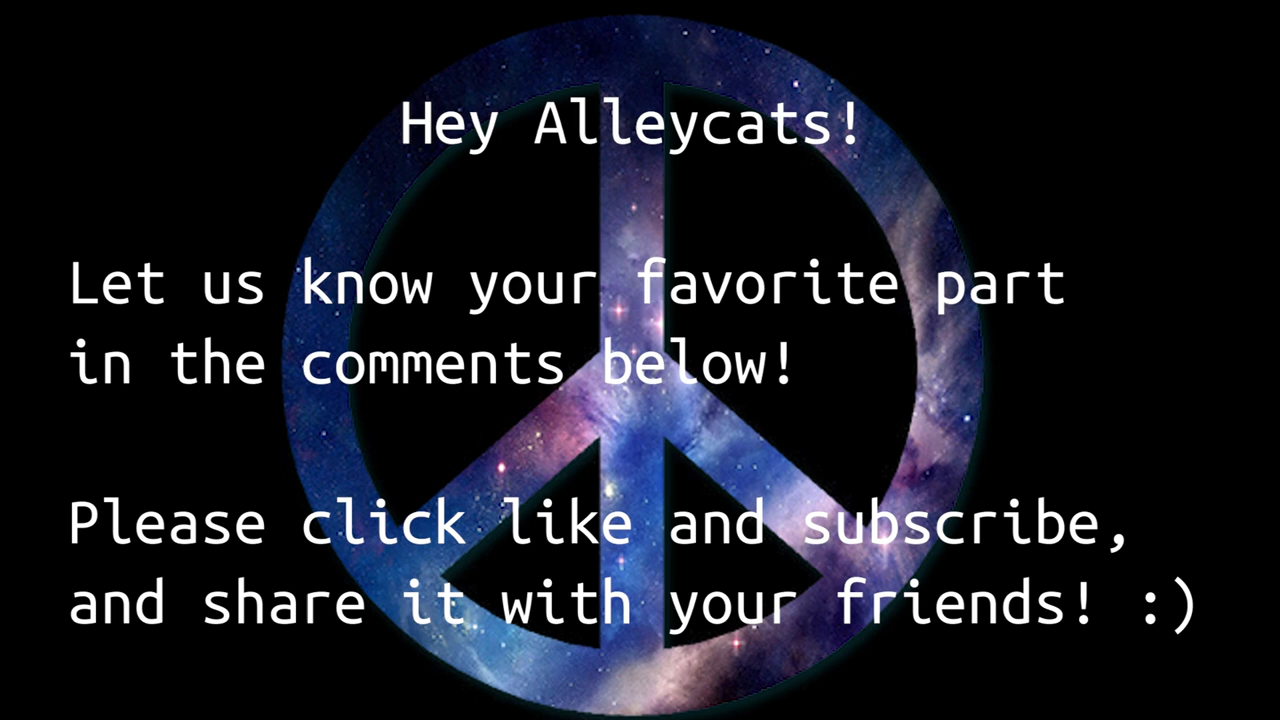 Hey Alleycats!
Let us know your favorite part
in the comments below!
Please click like and subscribe,
and share it with your friends! :)